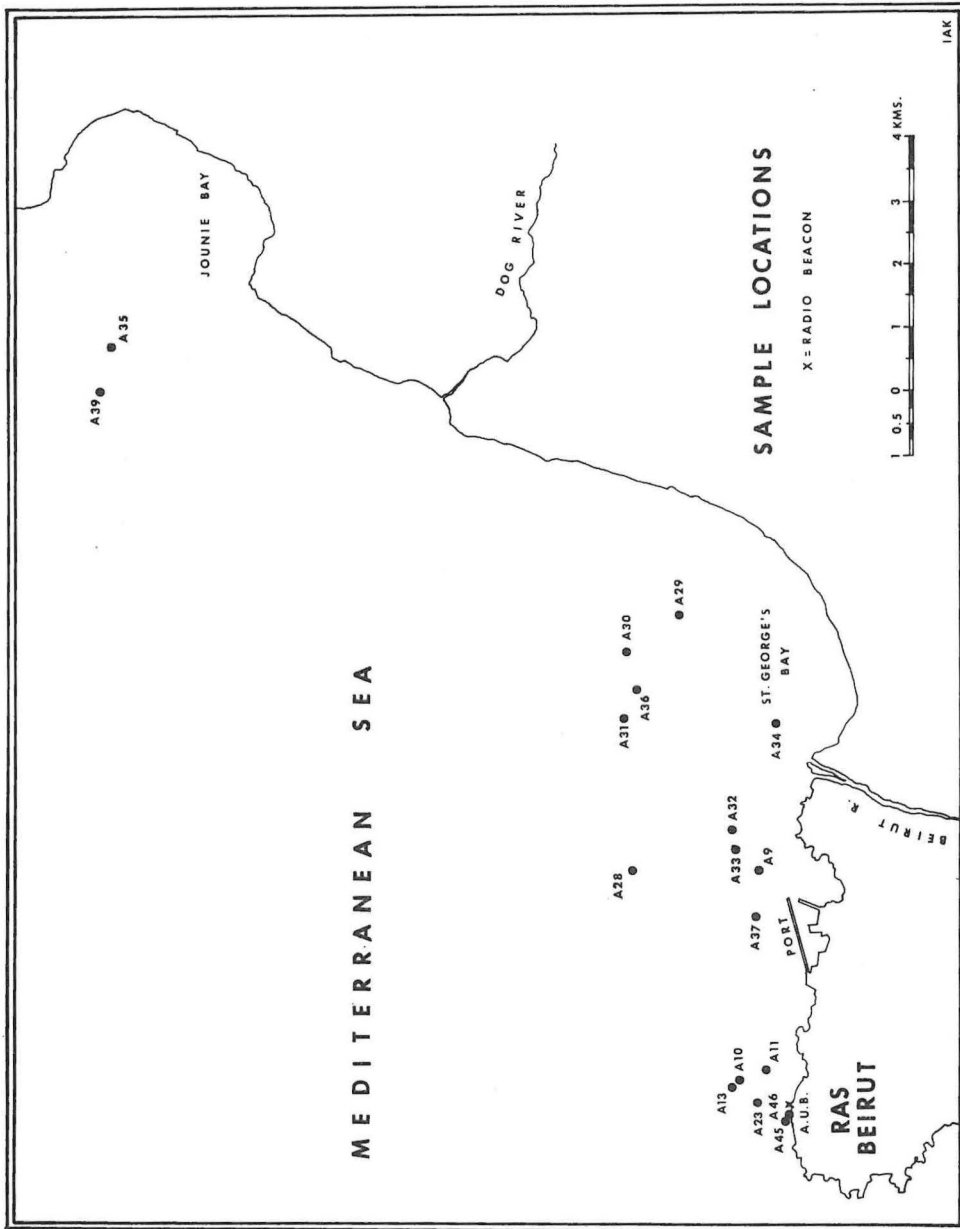 JOUNIE BAY
A39
A35
DOG RIVER
MEDITERRANEAN SEA
A30
A31
A36
A29
ST. GEORGE'S
BAY
A34
A28
A32
A33
A9
A37
PORT
BEIRUT R.
A13
A10
A23
A11
A45
A46
X
A.U.B.
RAS
BEIRUT
SAMPLE LOCATIONS
X = RADIO BEACON
1 0.5 0 1 2 3 4 KMS.
IAK